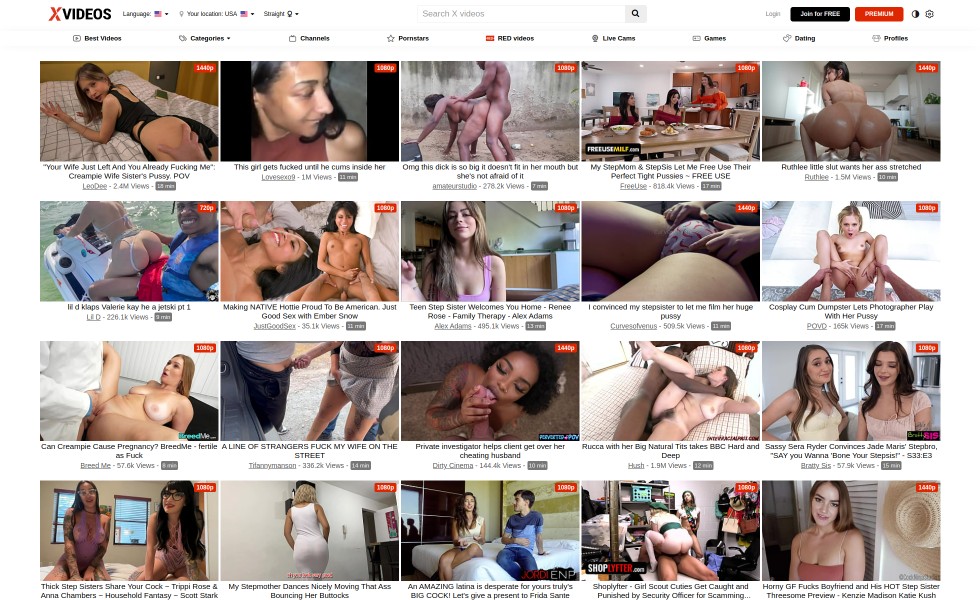 XVIDEOS
Language:
Your location: USA
Straight
Search X videos
Login
Join for FREE
PREMIUM
Best Videos
Categories
Channels
Pornstars
RED videos
Live Cams
Games
Dating
Profiles
1440p
1080p
1080p
1080p
1440p
FREEUSEMILF.com
"Your Wife Just Left And You Already Fucking Me":
Creampie Wife Sister's Pussy. POV
LeoDee - 2.4M Views - 18 min
This girl gets fucked until he cums inside her
Lovesexo9 - 1M Views - 11 min
Omg this dick is so big it doesn't fit in her mouth but
she's not afraid of it
amateurstudio - 278.2k Views - 7 min
My StepMom & StepSis Let Me Free Use Their
Perfect Tight Pussies ~ FREE USE
FreeUse - 818.4k Views - 17 min
Ruthlee little slut wants her ass stretched
Ruthlee - 1.5M Views - 10 min
720p
1080p
1080p
1440p
1080p
lil d klaps Valerie kay he a jetski pt 1
Lil D - 226.1k Views - 9 min
Making NATIVE Hottie Proud To Be American. Just
Good Sex with Ember Snow
JustGoodSex - 35.1k Views - 11 min
Teen Step Sister Welcomes You Home - Renee
Rose - Family Therapy - Alex Adams
Alex Adams - 495.1k Views - 13 min
I convinced my stepsister to let me film her huge
pussy
Curvesofvenus - 509.5k Views - 11 min
Cosplay Cum Dumpster Lets Photographer Play
With Her Pussy
POVD - 165k Views - 17 min
1080p
1080p
1440p
1080p
1080p
BREEDMe
Can Creampie Cause Pregnancy? BreedMe - fertile
as Fuck
Breed Me - 57.6k Views - 8 min
A LINE OF STRANGERS FUCK MY WIFE ON THE
STREET
Tifannymanson - 336.2k Views - 14 min
Private investigator helps client get over her
cheating husband
Dirty Cinema - 144.4k Views - 10 min
Rucca with her Big Natural Tits takes BBC Hard and
Deep
Hush - 1.9M Views - 12 min
Sassy Sera Ryder Convinces Jade Maris' Stepbro,
"SAY you Wanna 'Bone Your Stepsis!" - S33:E3
Bratty Sis - 57.9k Views - 15 min
1080p
1080p
1080p
1080p
1440p
SHOPLYFTER.com
Thick Step Sisters Share Your Cock ~ Trippi Rose &
Anna Chambers ~ Household Fantasy ~ Scott Stark
My Stepmother Dances Nicely Moving That Ass
Bouncing Her Buttocks
An AMAZING latina is desperate for yours truly's
BIG COCK! Let's give a present to Frida Sante
Shoplyfter - Girl Scout Cuties Get Caught and
Punished by Security Officer for Scamming...
Horny GF Fucks Boyfriend and His HOT Step Sister
Threesome Preview - Kenzie Madison Katie Kush